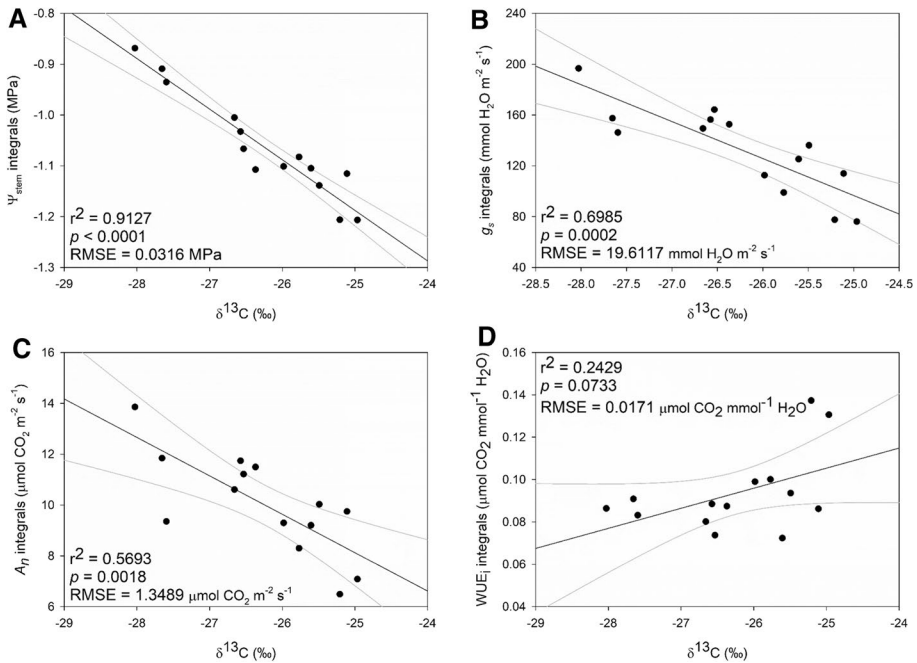 A
-0.8
-0.9
-1.0
-1.1
-1.2
-1.3
Ψstem integrals (MPa)
r² = 0.9127
p < 0.0001
RMSE = 0.0316 MPa
-29 -28 -27 -26 -25 -24
δ¹³C (‰)
B
240
200
160
120
80
40
gs integrals (mmol H₂O m⁻² s⁻¹)
r² = 0.6985
p = 0.0002
RMSE = 19.6117 mmol H₂O m⁻² s⁻¹
-28.5 -28.0 -27.5 -27.0 -26.5 -26.0 -25.5 -25.0 -24.5
δ¹³C (‰)
C
16
14
12
10
8
6
An integrals (μmol CO₂ m⁻² s⁻¹)
r² = 0.5693
p = 0.0018
RMSE = 1.3489 μmol CO₂ m⁻² s⁻¹
-29 -28 -27 -26 -25 -24
δ¹³C (‰)
D
0.16
0.14
0.12
0.10
0.08
0.06
0.04
WUEi integrals (μmol CO₂ mmol⁻¹ H₂O)
r² = 0.2429
p = 0.0733
RMSE = 0.0171 μmol CO₂ mmol⁻¹ H₂O
-29 -28 -27 -26 -25 -24
δ¹³C (‰)